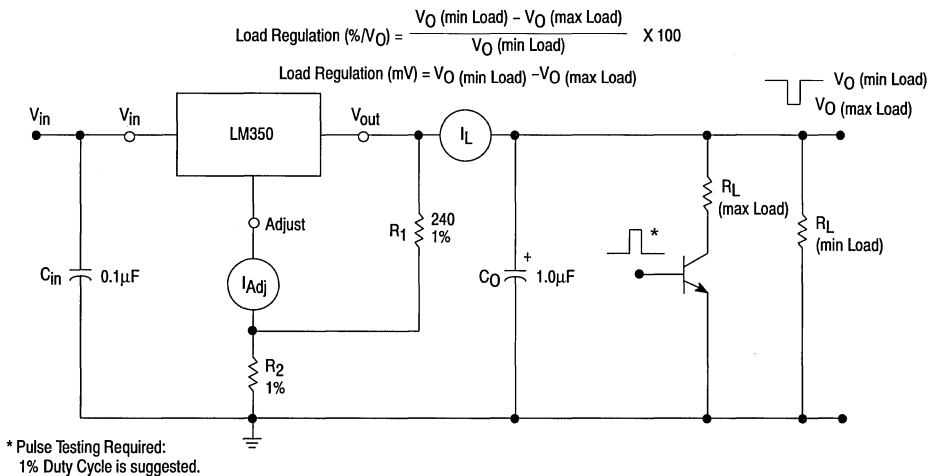 Load Regulation (%/VO) = VO (min Load) – VO (max Load) / VO (min Load) X 100
Load Regulation (mV) = VO (min Load) –VO (max Load)
VO (min Load)
VO (max Load)
Vin
Vin
LM350
Vout
IL
RL
(max Load)
RL
(min Load)
Adjust
R1
240
1%
*
Cin
0.1µF
IAdj
CO
+
1.0µF
R2
1%
* Pulse Testing Required:
1% Duty Cycle is suggested.